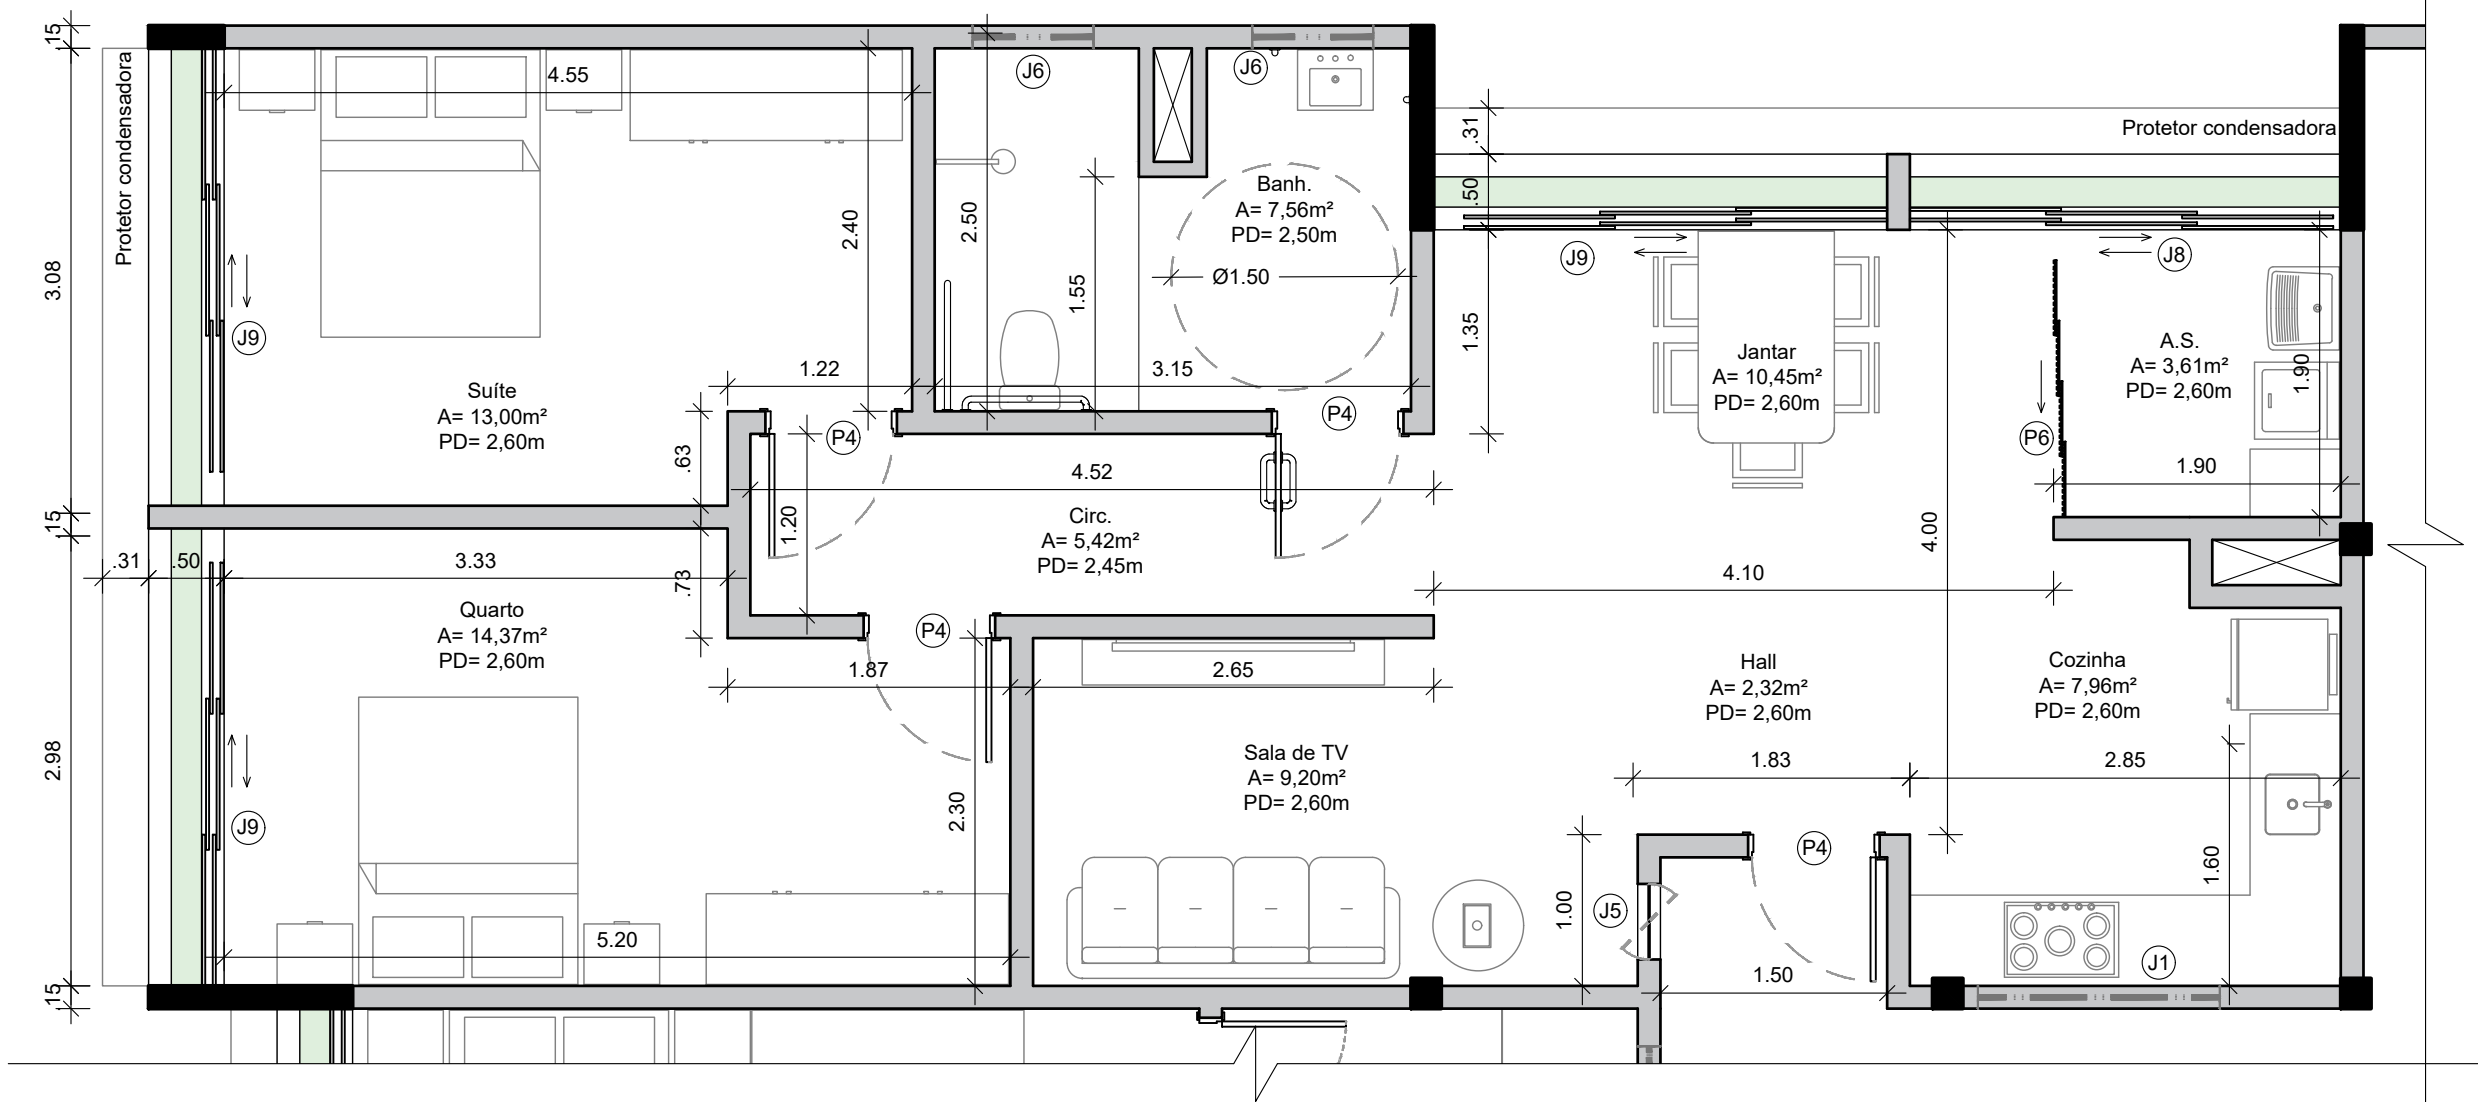 15
Protetor condensadora
3.08
15
2.98
15
4.55
J9
Suíte
A= 13,00m²
PD= 2,60m
2.40
1.22
.63
P4
J6
2.50
1.55
J6
Banh.
A= 7,56m²
PD= 2,50m
Ø1.50
3.15
P4
.31
.50
1.35
Protetor condensadora
J9
J8
Jantar
A= 10,45m²
PD= 2,60m
A.S.
A= 3,61m²
PD= 2,60m
1.90
P6
1.90
4.52
1.20
Circ.
A= 5,42m²
PD= 2,45m
4.00
4.10
.31
.50
3.33
.73
Quarto
A= 14,37m²
PD= 2,60m
P4
1.87
2.65
Hall
A= 2,32m²
PD= 2,60m
Cozinha
A= 7,96m²
PD= 2,60m
Sala de TV
A= 9,20m²
PD= 2,60m
1.83
2.85
J9
2.30
5.20
P4
1.60
1.00
J5
1.50
J1